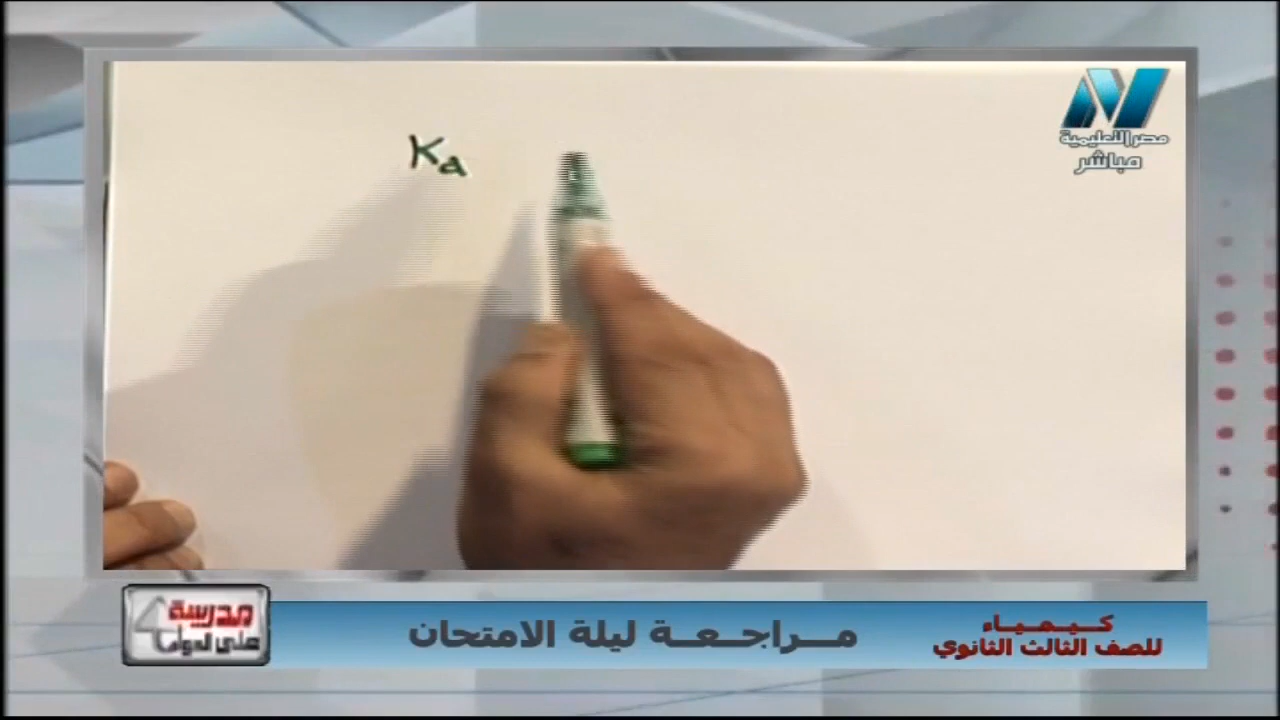 Ka
مصر التعليمية
مباشر
كيمياء
للصف الثالث الثانوي
مراجعة ليلة الامتحان
مدرسة
على الهواء